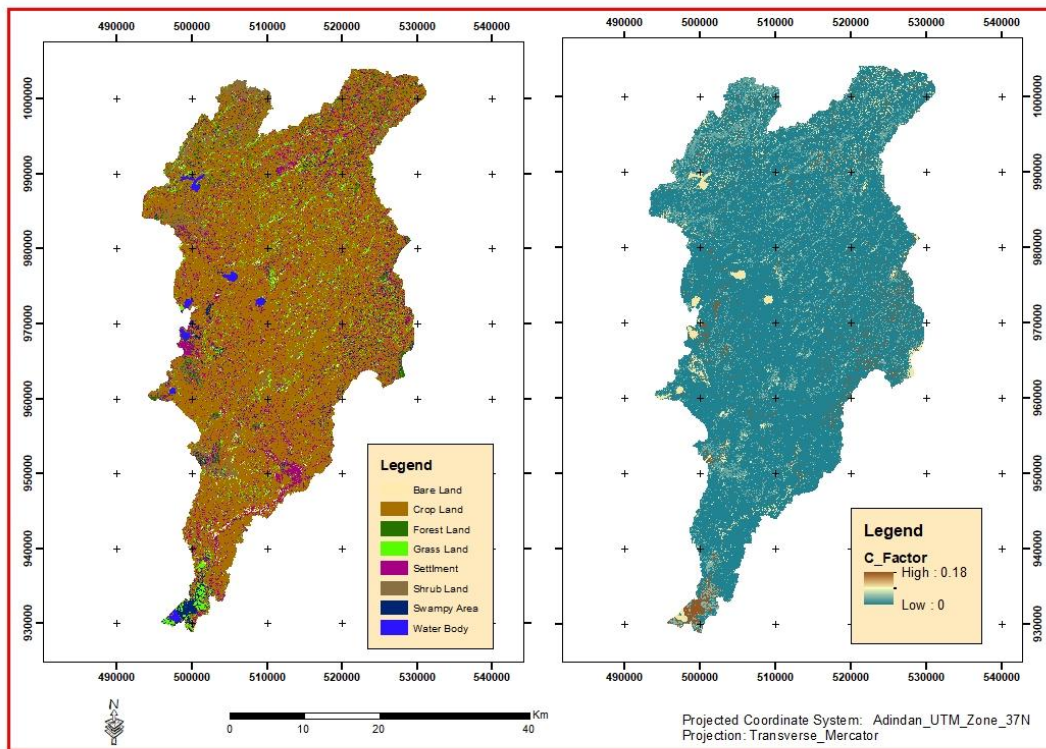 490000 500000 510000 520000 530000 540000
490000 500000 510000 520000 530000 540000
1000000
990000
980000
970000
960000
950000
940000
930000
1000000
990000
980000
970000
960000
950000
940000
930000
Legend
Bare Land
Crop Land
Forest Land
Grass Land
Settlment
Shrub Land
Swampy Area
Water Body
Legend
C_Factor
High : 0.18
Low : 0
490000 500000 510000 520000 530000 540000
490000 500000 510000 520000 530000 540000
N
Km
0 10 20 40
Projected Coordinate System: Adindan_UTM_Zone_37N
Projection: Transverse_Mercator